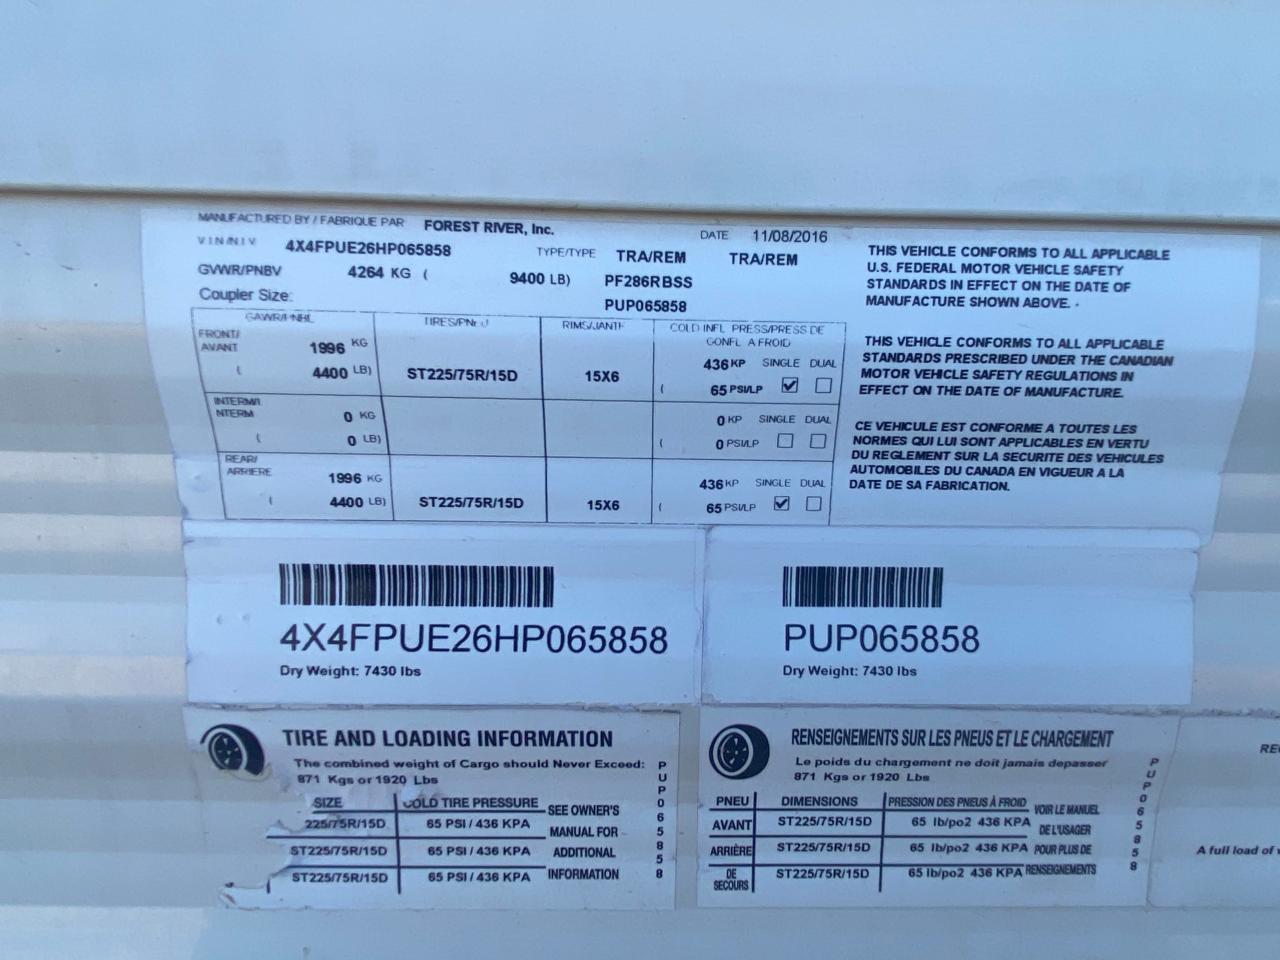 MANUFACTURED BY / FABRIQUE PAR FOREST RIVER, Inc. DATE 11/08/2016
V I N / N I V 4X4FPUE26HP065858 TYPE/TYPE TRA/REM TRA/REM
GVWR/PNBV 4264 KG ( 9400 LB) PF286RBSS
Coupler Size: PUP065858
GAWR/PNBE TIRES/PNEU RIMS/JANTE COLD INFL PRESS/PRESS DE
GONFL A FROID
FRONT/
AVANT 1996 KG 436 KP SINGLE DUAL
( 4400 LB) ST225/75R/15D 15X6 ( 65 PSI/LP
INTERM/
INTERM 0 KG 0 KP SINGLE DUAL
( 0 LB) ( 0 PSI/LP
REAR/
ARRIERE 1996 KG 436 KP SINGLE DUAL
( 4400 LB) ST225/75R/15D 15X6 ( 65 PSI/LP
THIS VEHICLE CONFORMS TO ALL APPLICABLE
U.S. FEDERAL MOTOR VEHICLE SAFETY
STANDARDS IN EFFECT ON THE DATE OF
MANUFACTURE SHOWN ABOVE.
THIS VEHICLE CONFORMS TO ALL APPLICABLE
STANDARDS PRESCRIBED UNDER THE CANADIAN
MOTOR VEHICLE SAFETY REGULATIONS IN
EFFECT ON THE DATE OF MANUFACTURE.
CE VEHICULE EST CONFORME A TOUTES LES
NORMES QUI LUI SONT APPLICABLES EN VERTU
DU REGLEMENT SUR LA SECURITE DES VEHICLES
AUTOMOBILES DU CANADA EN VIGUEUR A LA
DATE DE SA FABRICATION.
4X4FPUE26HP065858
Dry Weight: 7430 lbs
PUP065858
Dry Weight: 7430 lbs
TIRE AND LOADING INFORMATION
The combined weight of Cargo should Never Exceed:
871 Kgs or 1920 Lbs
SIZE COLD TIRE PRESSURE
225/75R/15D 65 PSI / 436 KPA
ST225/75R/15D 65 PSI / 436 KPA
ST225/75R/15D 65 PSI / 436 KPA
SEE OWNER'S
MANUAL FOR
ADDITIONAL
INFORMATION
PUP065858
RENSEIGNEMENTS SUR LES PNEUS ET LE CHARGEMENT
Le poids du chargement ne doit jamais depasser
871 Kgs or 1920 Lbs
PNEU DIMENSIONS PRESSION DES PNEUS À FROID
AVANT ST225/75R/15D 65 lb/po2 436 KPA
ARRIÈRE ST225/75R/15D 65 lb/po2 436 KPA
DE
SECOURS ST225/75R/15D 65 lb/po2 436 KPA
VOIR LE MANUEL
DE L'USAGER
POUR PLUS DE
RENSEIGNEMENTS
PUP065858
A full load of